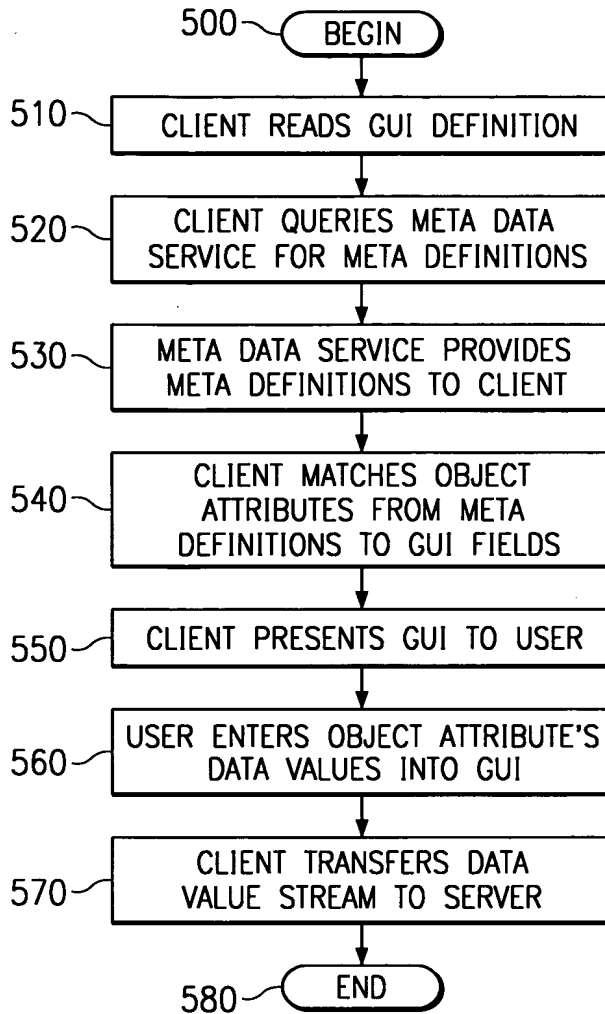 500
BEGIN
510
CLIENT READS GUI DEFINITION
520
CLIENT QUERIES META DATA
SERVICE FOR META DEFINITIONS
530
META DATA SERVICE PROVIDES
META DEFINITIONS TO CLIENT
540
CLIENT MATCHES OBJECT
ATTRIBUTES FROM META
DEFINITIONS TO GUI FIELDS
550
CLIENT PRESENTS GUI TO USER
560
USER ENTERS OBJECT ATTRIBUTE'S
DATA VALUES INTO GUI
570
CLIENT TRANSFERS DATA
VALUE STREAM TO SERVER
580
END